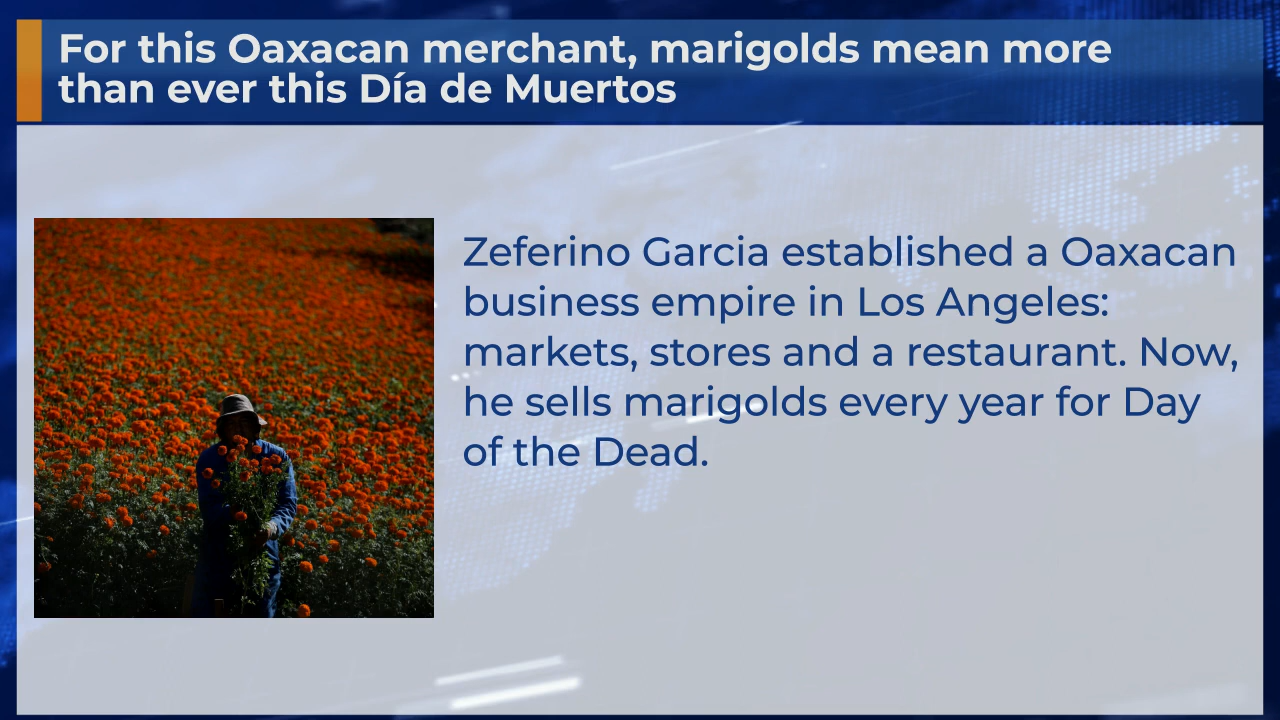 For this Oaxacan merchant, marigolds mean more
than ever this Día de Muertos
Zeferino Garcia established a Oaxacan
business empire in Los Angeles:
markets, stores and a restaurant. Now,
he sells marigolds every year for Day
of the Dead.